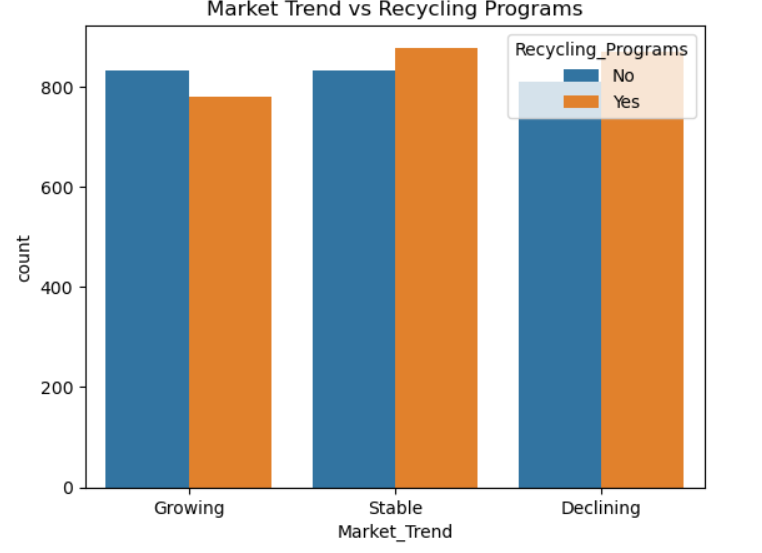 Market Trend vs Recycling Programs
Recycling_Programs
No
Yes
800
600
400
200
0
count
Growing
Stable
Declining
Market_Trend